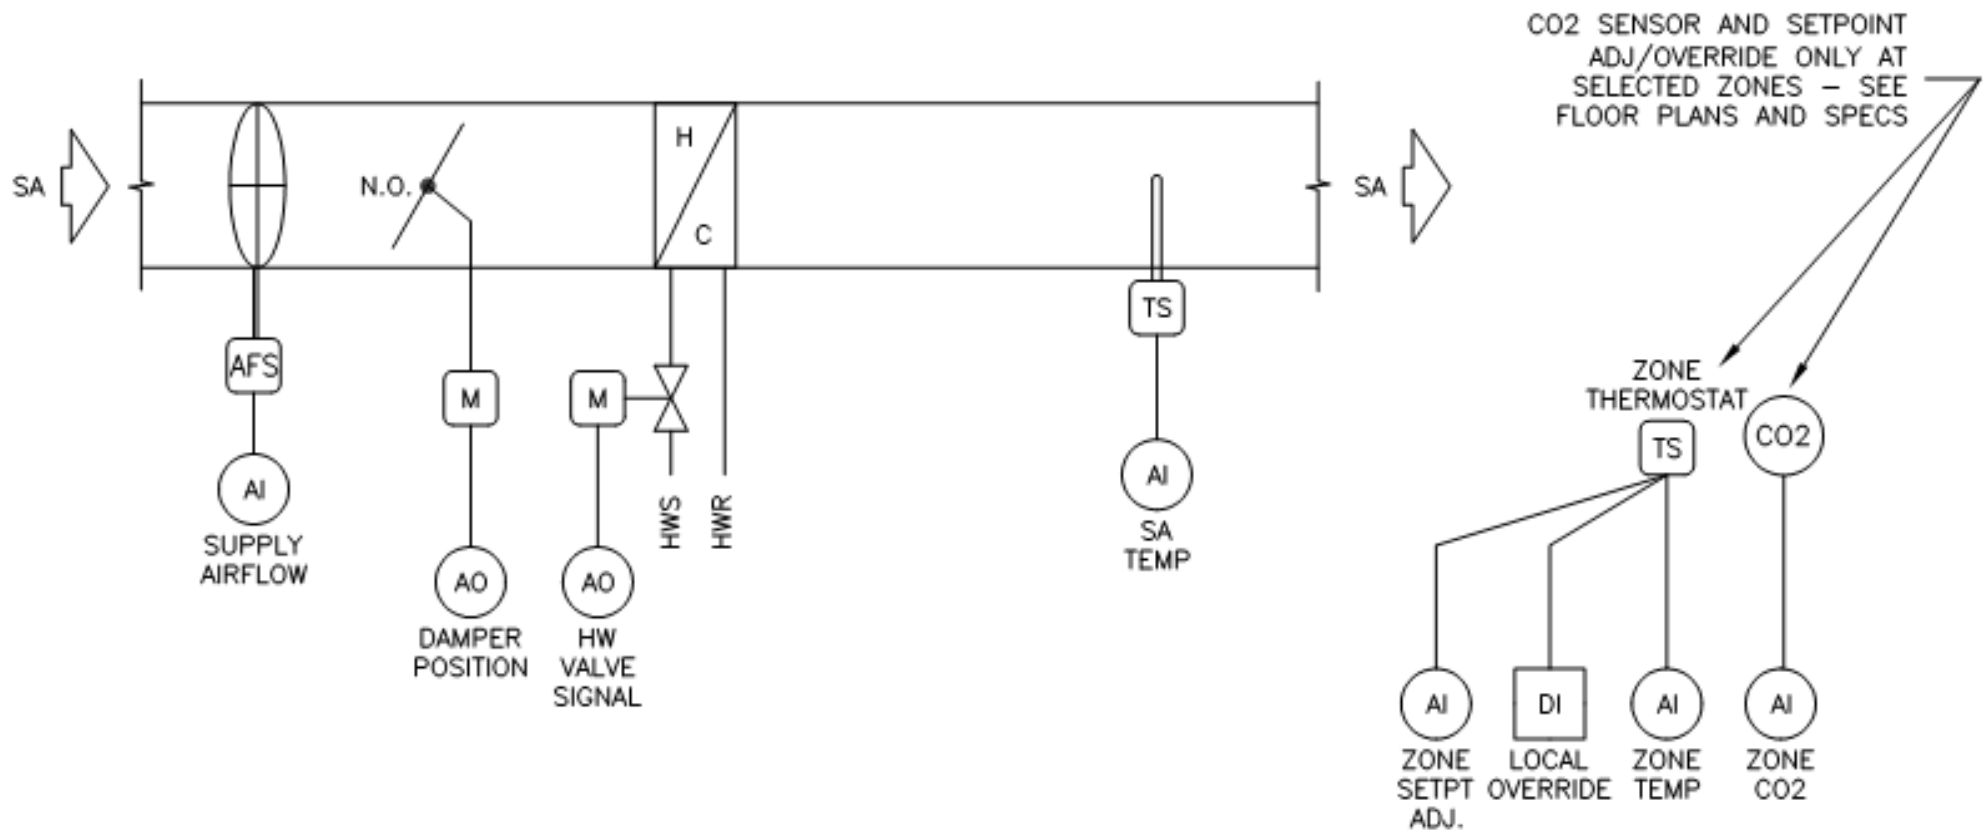 CO2 SENSOR AND SETPOINT
ADJ/OVERRIDE ONLY AT
SELECTED ZONES – SEE
FLOOR PLANS AND SPECS
SA
N.O.
H
C
SA
TS
AFS
M
M
ZONE
THERMOSTAT
CO2
TS
AI
SUPPLY
AIRFLOW
HWS
HWR
AI
SA
TEMP
AO
DAMPER
POSITION
AO
HW
VALVE
SIGNAL
AI
ZONE
SETPT
ADJ.
DI
LOCAL
OVERRIDE
AI
ZONE
TEMP
AI
ZONE
CO2